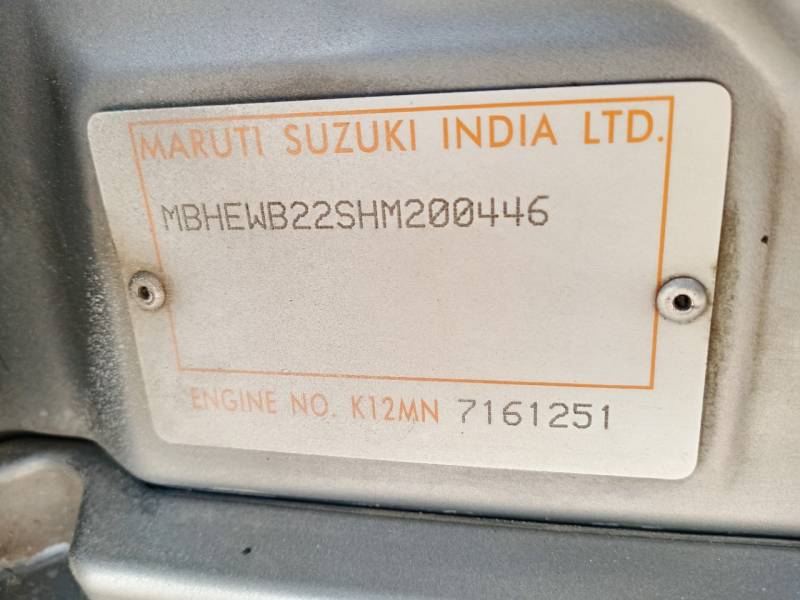 MARUTI SUZUKI INDIA LTD.
MBHEWB22SHM200446
ENGINE NO. K12MN 7161251